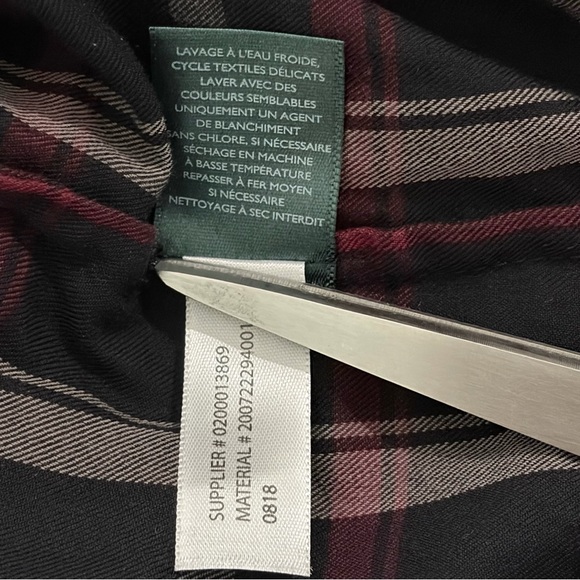 LAVAGE À L'EAU FROIDE,
CYCLE TEXTILES DÉLICATS
LAVER AVEC DES
COULEURS SEMBLABLES
UNIQUEMENT UN AGENT
DE BLANCHIMENT
SANS CHLORE, SI NÉCESSAIRE
SÉCHAGE EN MACHINE
À BASSE TEMPÉRATURE
REPASSER À FER MOYEN
SI NÉCESSAIRE
NETTOYAGE À SEC INTERDIT
SUPPLIER # 0200013869
MATERIAL # 200722294001
0818